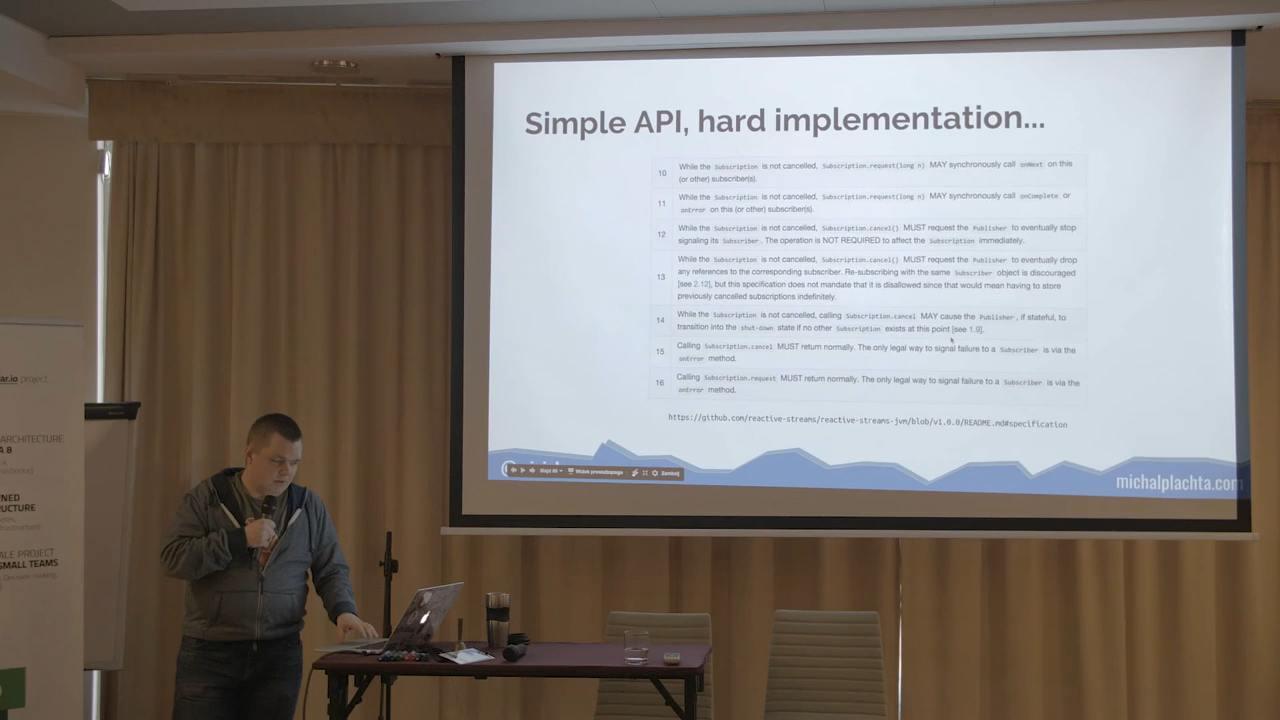 Simple API, hard implementation...
10 While the Subscription is not cancelled, Subscription.request(long n) MAY synchronously call onNext on this
(or other) subscriber(s).
11 While the Subscription is not cancelled, Subscription.request(long n) MAY synchronously call onComplete or
onError on this (or other) subscriber(s).
12 While the Subscription is not cancelled, Subscription.cancel() MUST request the Publisher to eventually stop
signaling its Subscriber. The operation is NOT REQUIRED to affect the Subscription immediately.
13 While the Subscription is not cancelled, Subscription.cancel() MUST request the Publisher to eventually drop
any references to the corresponding subscriber. Re-subscribing with the same Subscriber object is discouraged
[see 2.12], but this specification does not mandate that it is disallowed since that would mean having to store
previously cancelled subscriptions indefinitely.
14 While the Subscription is not cancelled, calling Subscription.cancel MAY cause the Publisher, if stateful, to
transition into the shut-down state if no other Subscription exists at this point [see 1.9].
15 Calling Subscription.cancel MUST return normally. The only legal way to signal failure to a Subscriber is via the
onError method.
16 Calling Subscription.request MUST return normally. The only legal way to signal failure to a Subscriber is via the
onError method.
https://github.com/reactive-streams/reactive-streams-jvm/blob/v1.0.0/README.md#specification
michalplachta.com
ar.io project
ARCHITECTURE
A 8
NED
RUCTURE
ALE PROJECT
SMALL TEAMS